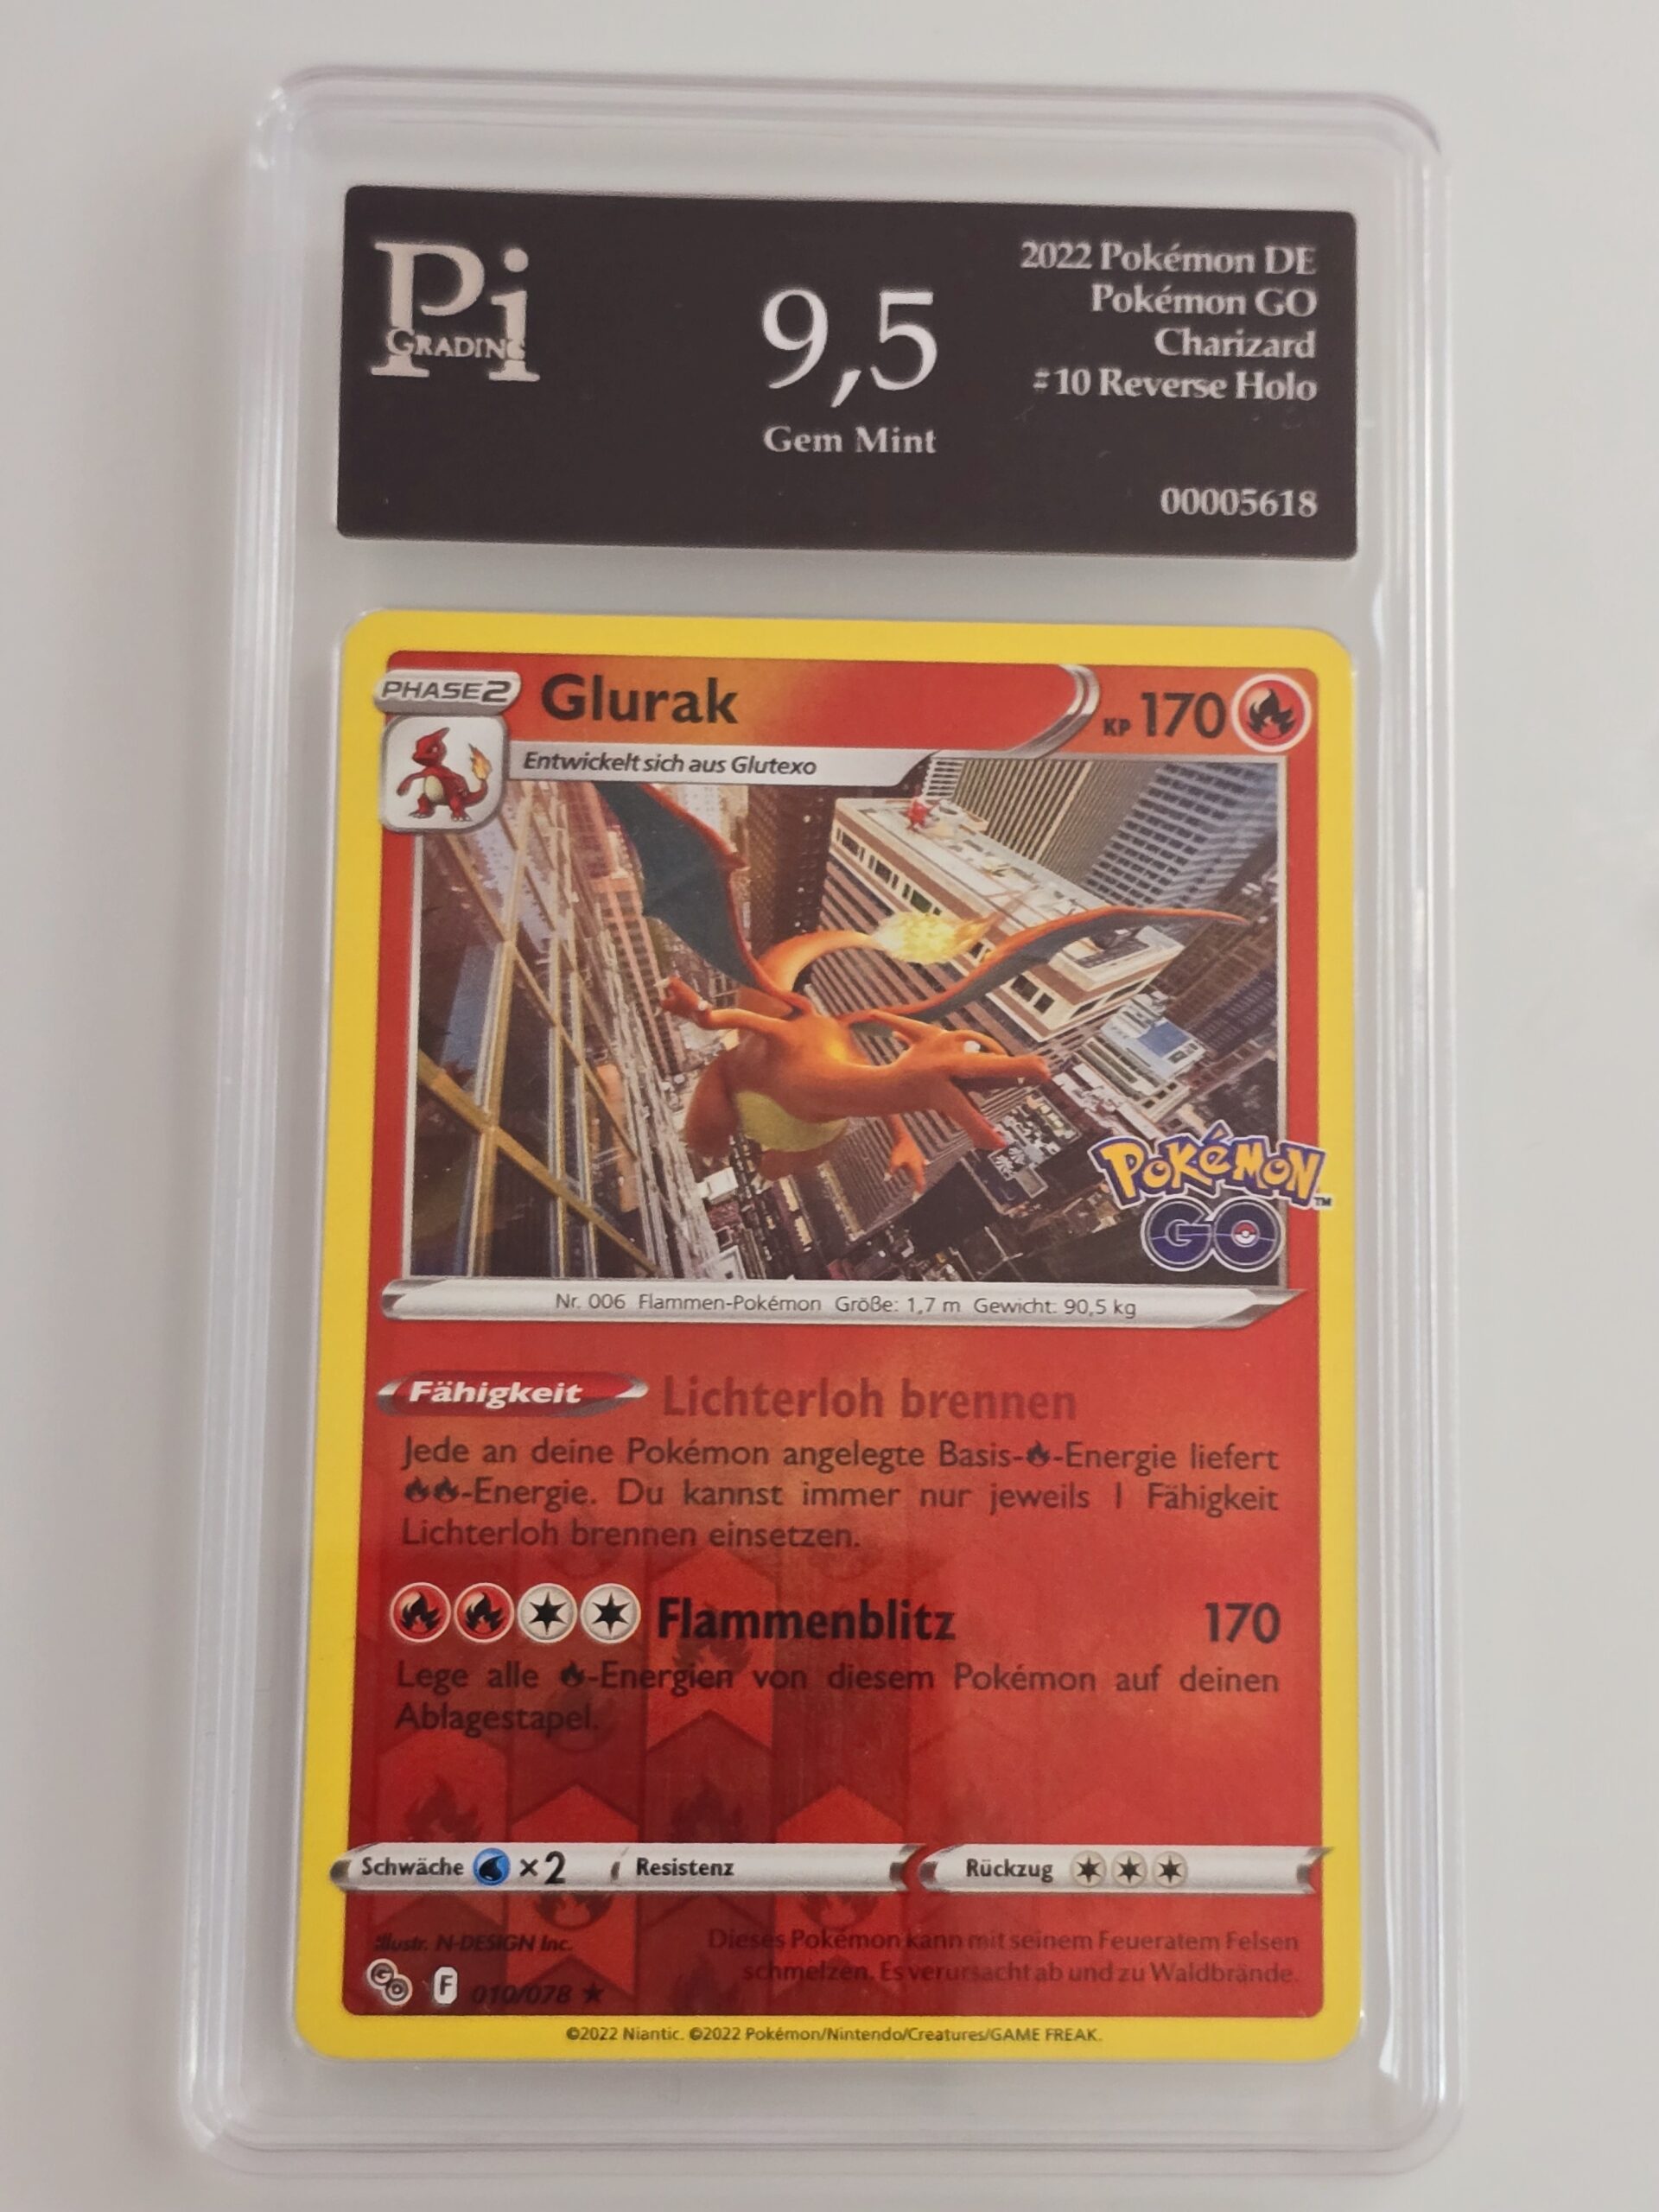 Pi
GRADING
9,5
Gem Mint
2022 Pokémon DE
Pokémon GO
Charizard
#10 Reverse Holo
00005618
PHASE2
Glurak
KP 170
Entwickelt sich aus Glutexo
POKéMON™
GO
Nr. 006 Flammen-Pokémon Größe: 1,7 m Gewicht: 90,5 kg
Fähigkeit Lichterloh brennen
Jede an deine Pokémon angelegte Basis- -Energie liefert
-Energie. Du kannst immer nur jeweils 1 Fähigkeit
Lichterloh brennen einsetzen.
Flammenblitz 170
Lege alle -Energien von diesem Pokémon auf deinen
Ablagestapel.
Schwäche ×2 Resistenz Rückzug
Illustr. N-DESIGN Inc.
Dieses Pokémon kann mit seinem Feueratem Felsen
schmelzen. Es verursacht ab und zu Waldbrände.
GO F 010/078 ★
©2022 Niantic. ©2022 Pokémon/Nintendo/Creatures/GAME FREAK.